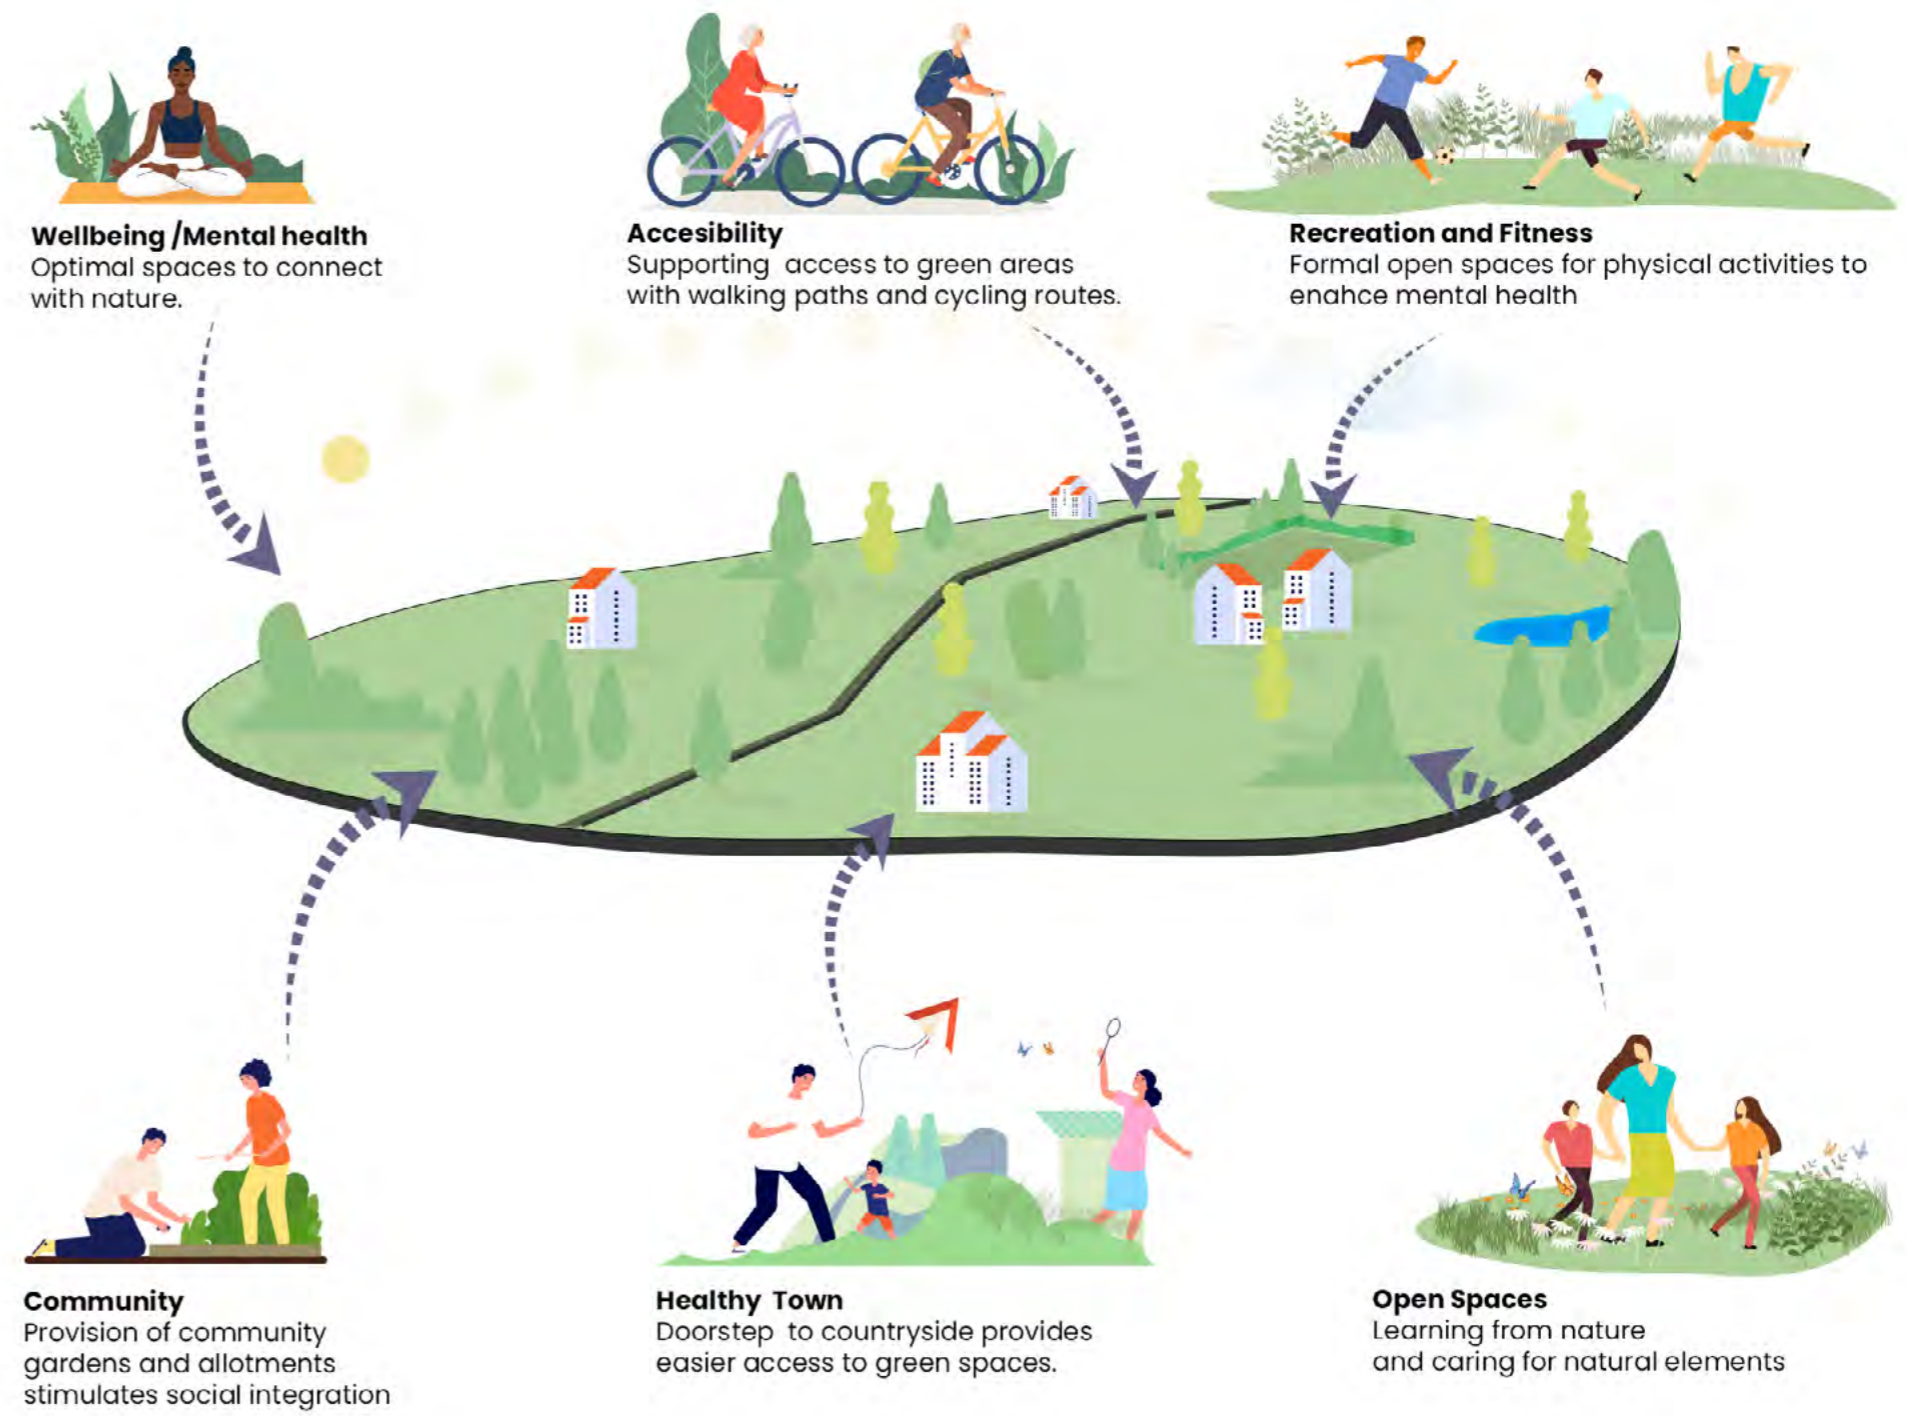 Wellbeing /Mental health
Optimal spaces to connect
with nature.
Accesibility
Supporting access to green areas
with walking paths and cycling routes.
Recreation and Fitness
Formal open spaces for physical activities to
enahce mental health
Community
Provision of community
gardens and allotments
stimulates social integration
Healthy Town
Doorstep to countryside provides
easier access to green spaces.
Open Spaces
Learning from nature
and caring for natural elements